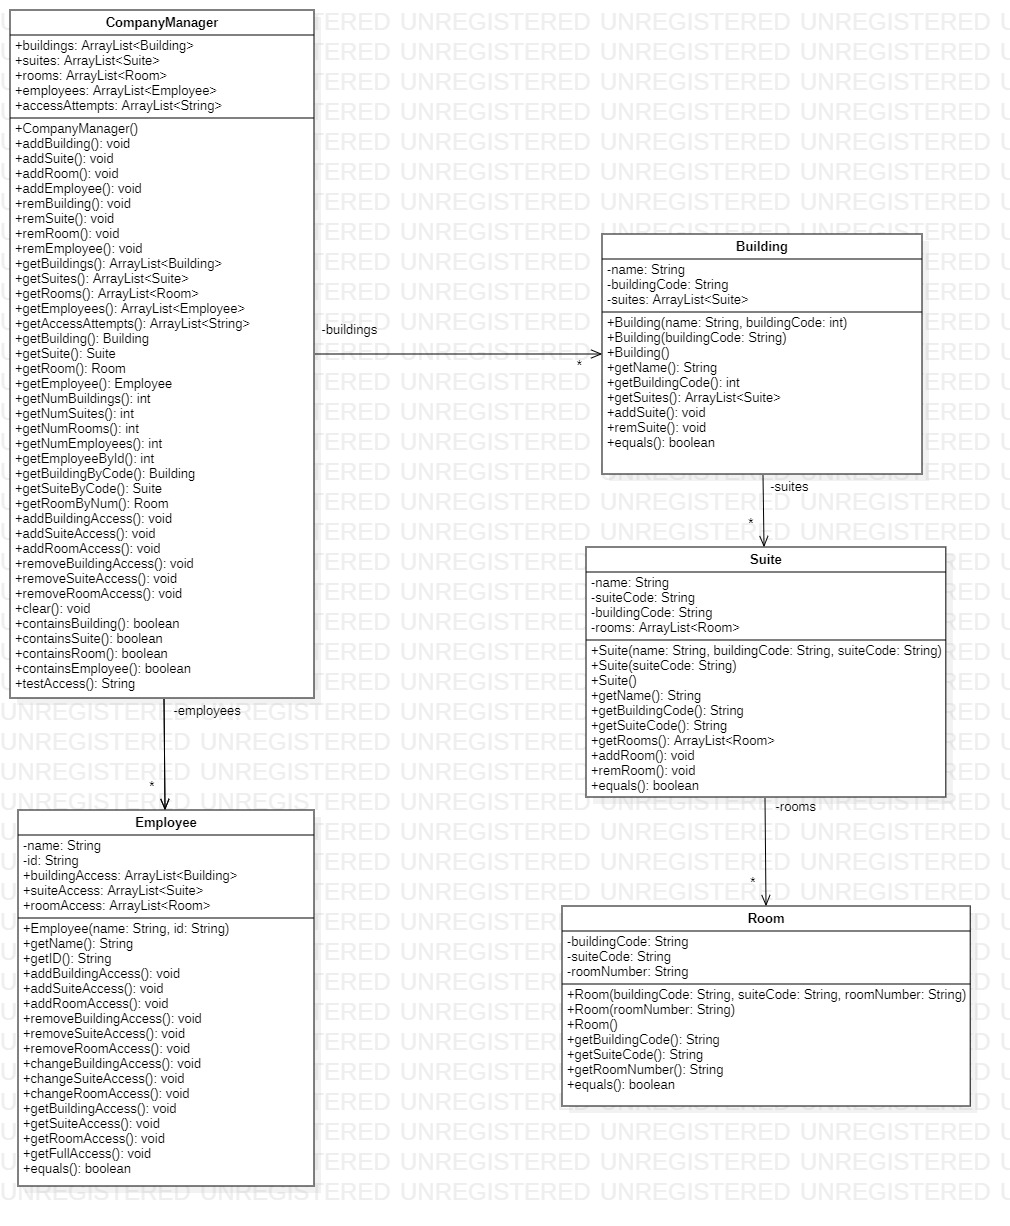 CompanyManager
+buildings: ArrayList<Building>
+suites: ArrayList<Suite>
+rooms: ArrayList<Room>
+employees: ArrayList<Employee>
+accessAttempts: ArrayList<String>
+CompanyManager()
+addBuilding(): void
+addSuite(): void
+addRoom(): void
+addEmployee(): void
+remBuilding(): void
+remSuite(): void
+remRoom(): void
+remEmployee(): void
+getBuildings(): ArrayList<Building>
+getSuites(): ArrayList<Suite>
+getRooms(): ArrayList<Room>
+getEmployees(): ArrayList<Employee>
+getAccessAttempts(): ArrayList<String>
+getBuilding(): Building
+getSuite(): Suite
+getRoom(): Room
+getEmployee(): Employee
+getNumBuildings(): int
+getNumSuites(): int
+getNumRooms(): int
+getNumEmployees(): int
+getEmployeeById(): int
+getBuildingByCode(): Building
+getSuiteByCode(): Suite
+getRoomByNum(): Room
+addBuildingAccess(): void
+addSuiteAccess(): void
+addRoomAccess(): void
+removeBuildingAccess(): void
+removeSuiteAccess(): void
+removeRoomAccess(): void
+clear(): void
+containsBuilding(): boolean
+containsSuite(): boolean
+containsRoom(): boolean
+containsEmployee(): boolean
+testAccess(): String
-buildings
*
Building
-name: String
-buildingCode: String
-suites: ArrayList<Suite>
+Building(name: String, buildingCode: int)
+Building(buildingCode: String)
+Building()
+getName(): String
+getBuildingCode(): int
+getSuites(): ArrayList<Suite>
+addSuite(): void
+remSuite(): void
+equals(): boolean
-suites
*
Suite
-name: String
-suiteCode: String
-buildingCode: String
-rooms: ArrayList<Room>
+Suite(name: String, buildingCode: String, suiteCode: String)
+Suite(suiteCode: String)
+Suite()
+getName(): String
+getBuildingCode(): String
+getSuiteCode(): String
+getRooms(): ArrayList<Room>
+addRoom(): void
+remRoom(): void
+equals(): boolean
-employees
*
Employee
-name: String
-id: String
+buildingAccess: ArrayList<Building>
+suiteAccess: ArrayList<Suite>
+roomAccess: ArrayList<Room>
+Employee(name: String, id: String)
+getName(): String
+getID(): String
+addBuildingAccess(): void
+addSuiteAccess(): void
+addRoomAccess(): void
+removeBuildingAccess(): void
+removeSuiteAccess(): void
+removeRoomAccess(): void
+changeBuildingAccess(): void
+changeSuiteAccess(): void
+changeRoomAccess(): void
+getBuildingAccess(): void
+getSuiteAccess(): void
+getRoomAccess(): void
+getFullAccess(): void
+equals(): boolean
-rooms
*
Room
-buildingCode: String
-suiteCode: String
-roomNumber: String
+Room(buildingCode: String, suiteCode: String, roomNumber: String)
+Room(roomNumber: String)
+Room()
+getBuildingCode(): String
+getSuiteCode(): String
+getRoomNumber(): String
+equals(): boolean
UNREGISTERED